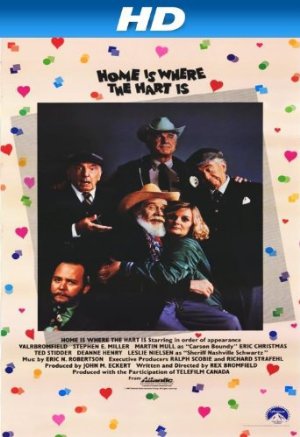 HD
HOME IS WHERE
THE HART IS
HOME IS WHERE THE HART IS Starring in order of appearance
VALRBROMFIELD STEPHEN E. MILLER MARTIN MULL as "Carson Boundy" ERIC CHRISTMAS
TED STIDDER DEANNE HENRY LESLIE NIELSEN as "Sheriff Nashville Schwartz"
Music by ERIC N. ROBERTSON Executive Producers RALPH SCOBIE and RICHARD STRAFEHL
Produced by JOHN M. ECKERT Written and Directed by REX BROMFIELD
Produced with the Participation of TELEFILM CANADA
From Atlantic